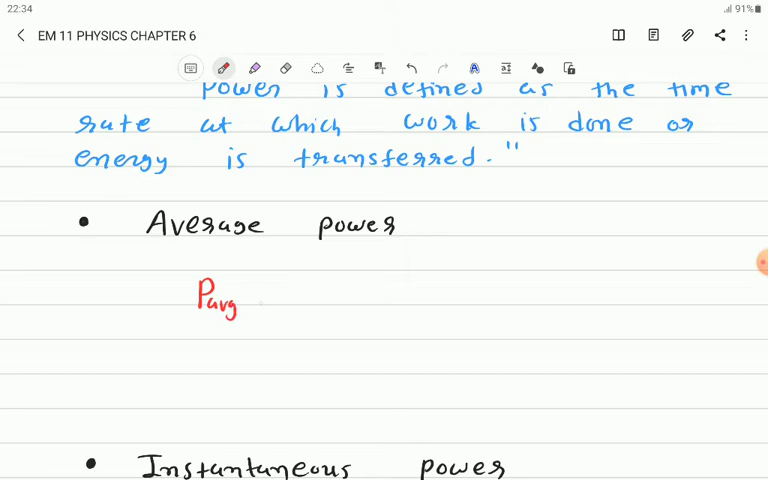 22:34
91%
EM 11 PHYSICS CHAPTER 6
Power is defined as the time
rate at which work is done or
energy is transferred."
• Average power
Pavg
• Instantaneous power